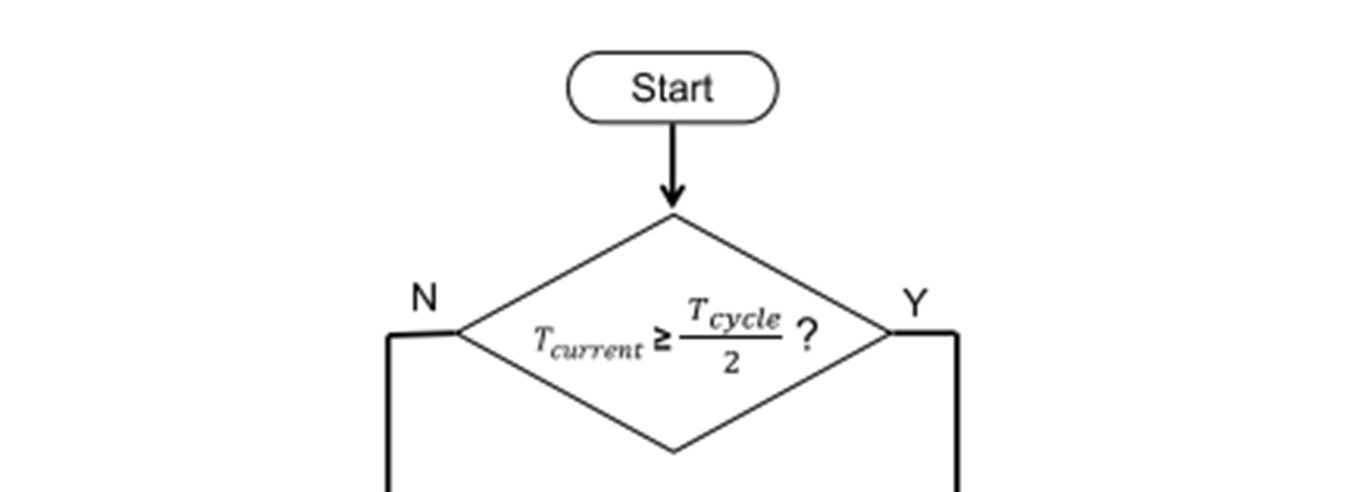 Start
N
Y
T_current ≥ T_cycle/2 ?